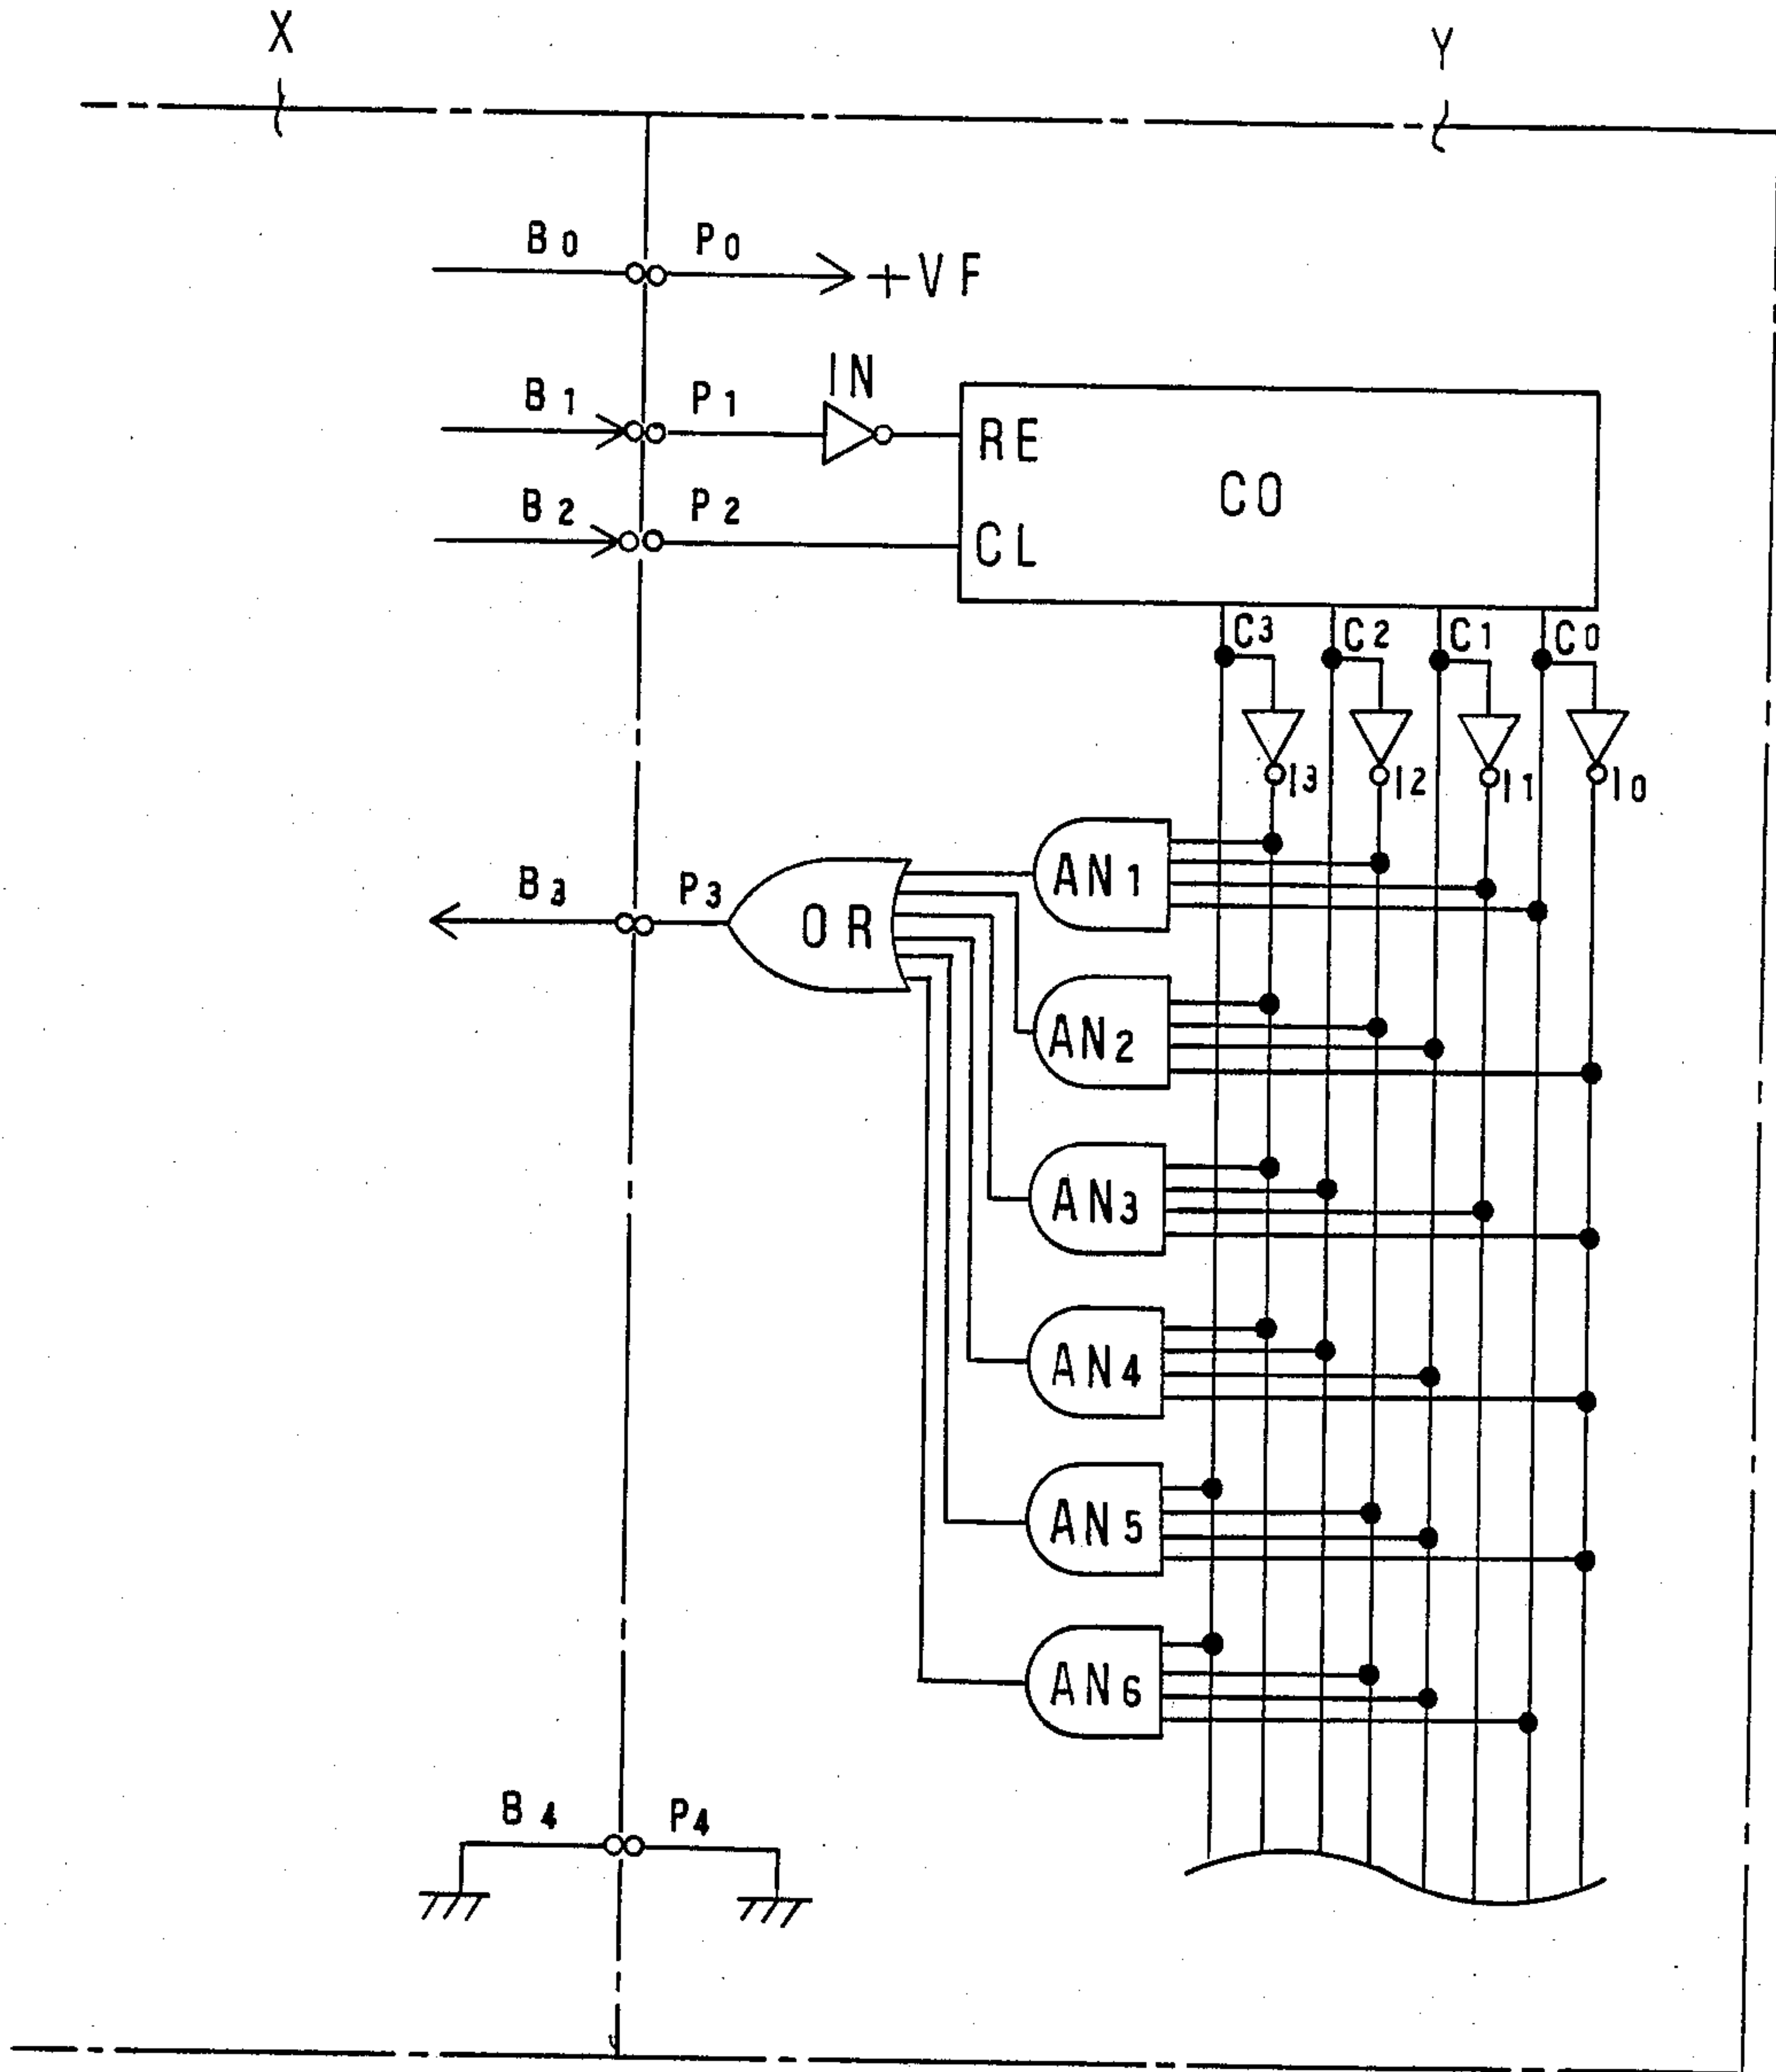 X
Y
B0 P0 +VF
B1 P1 IN RE
CO
B2 P2 CL
C3 C2 C1 C0
I3 I2 I1 I0
AN1
B3 P3 OR
AN2
AN3
AN4
AN5
AN6
B4 P4